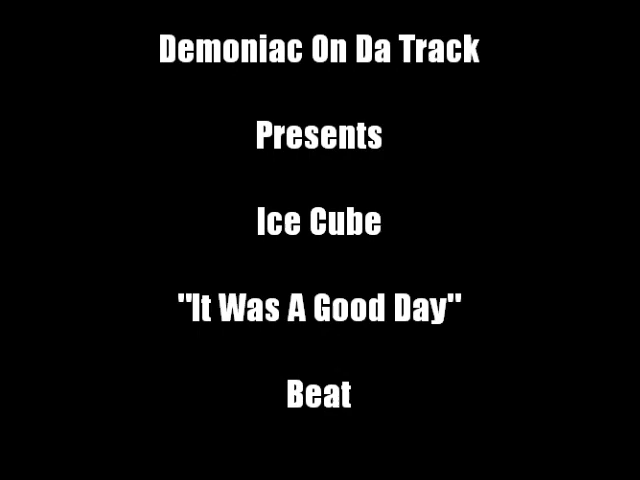 Demoniac On Da Track
Presents
Ice Cube
"It Was A Good Day"
Beat